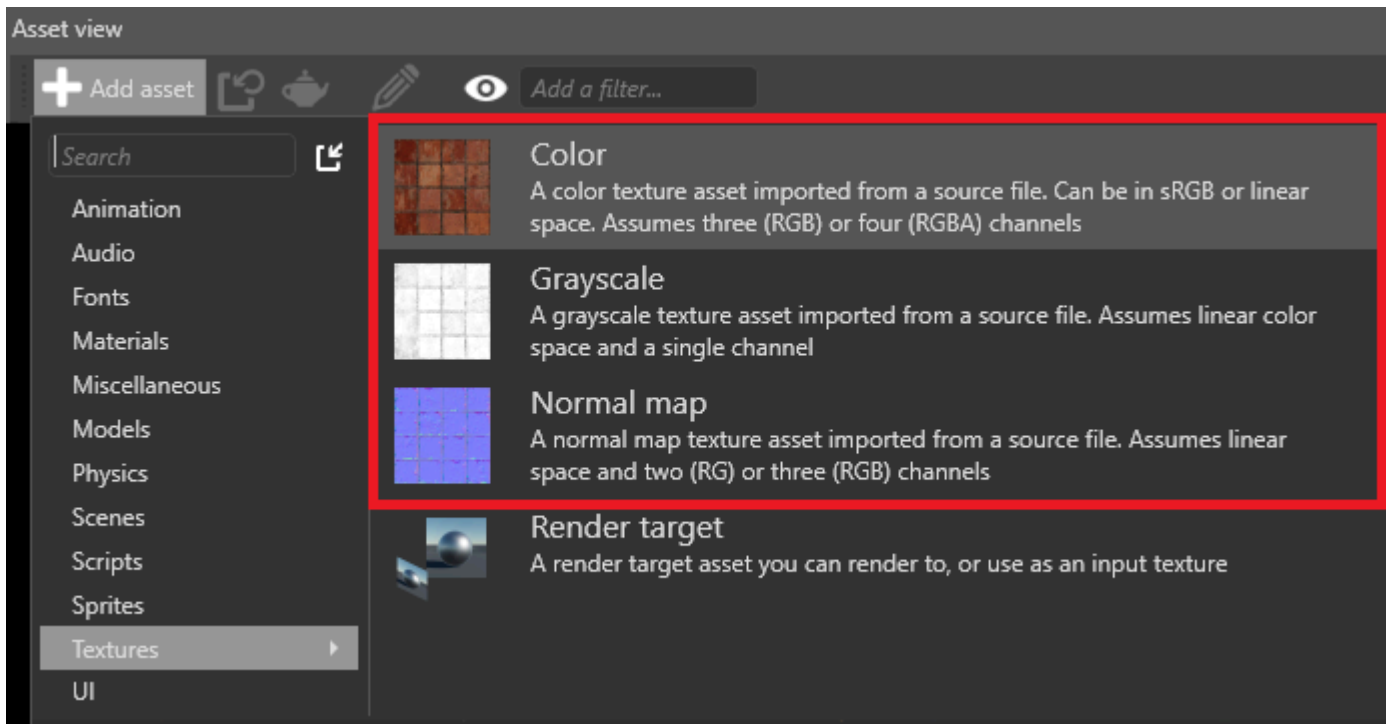 Asset view
Add asset
Add a filter...
Search
Animation
Audio
Fonts
Materials
Miscellaneous
Models
Physics
Scenes
Scripts
Sprites
Textures
UI
Color
A color texture asset imported from a source file. Can be in sRGB or linear
space. Assumes three (RGB) or four (RGBA) channels
Grayscale
A grayscale texture asset imported from a source file. Assumes linear color
space and a single channel
Normal map
A normal map texture asset imported from a source file. Assumes linear
space and two (RG) or three (RGB) channels
Render target
A render target asset you can render to, or use as an input texture